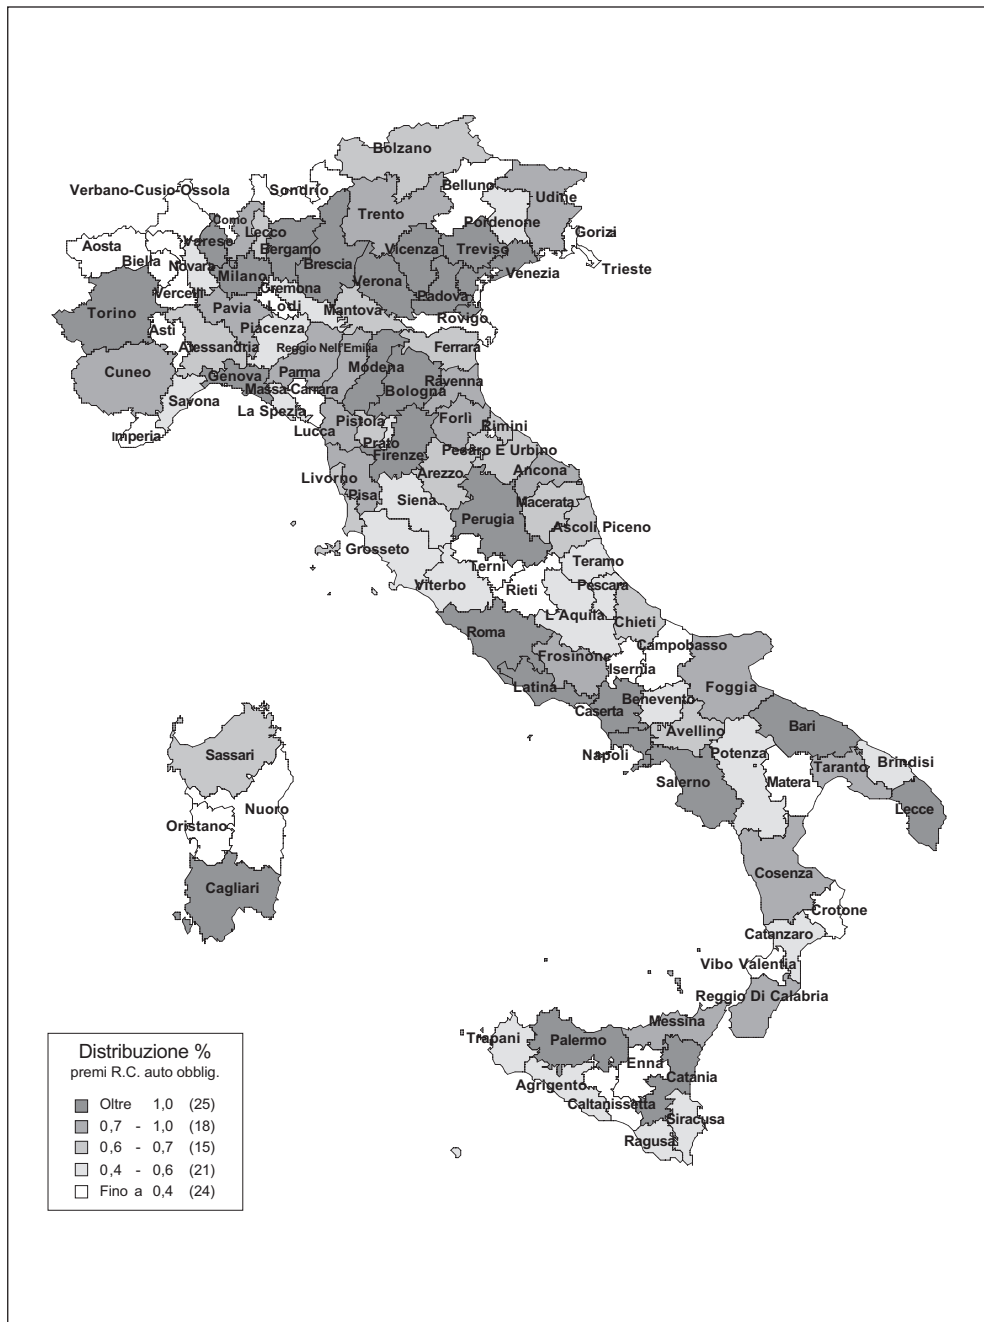 Bolzano
Verbano-Cusio-Ossola
Sondrio
Belluno
Udine
Trento
Pordenone
Como
Lecco
Gorizi
Aosta
Varese
Bergamo
Vicenza
Treviso
Biella
Novara
Brescia
Trieste
Milano
Venezia
Verona
Vercelli
Cremona
Padova
Torino
Pavia
Lodi
Mantova
Rovigo
Asti
Piacenza
Alessandria
Reggio Nell'Emilia
Ferrara
Cuneo
Genova
Parma
Modena
Massa-Carrara
Bologna
Ravenna
Savona
La Spezia
Pistoia
Forlì
Rimini
Imperia
Lucca
Prato
Pesaro E Urbino
Firenze
Livorno
Arezzo
Ancona
Pisa
Siena
Macerata
Perugia
Ascoli Piceno
Grosseto
Terni
Teramo
Viterbo
Rieti
Pescara
L'Aquila
Chieti
Roma
Campobasso
Frosinone
Isernia
Latina
Foggia
Caserta
Benevento
Avellino
Bari
Napoli
Potenza
Sassari
Taranto
Brindisi
Salerno
Matera
Nuoro
Lecce
Oristano
Cosenza
Cagliari
Crotone
Catanzaro
Vibo Valentia
Reggio Di Calabria
Messina
Trapani
Palermo
Enna
Catania
Agrigento
Caltanissetta
Siracusa
Ragusa
Distribuzione %
premi R.C. auto obblig.
Oltre 1,0 (25)
0,7 - 1,0 (18)
0,6 - 0,7 (15)
0,4 - 0,6 (21)
Fino a 0,4 (24)